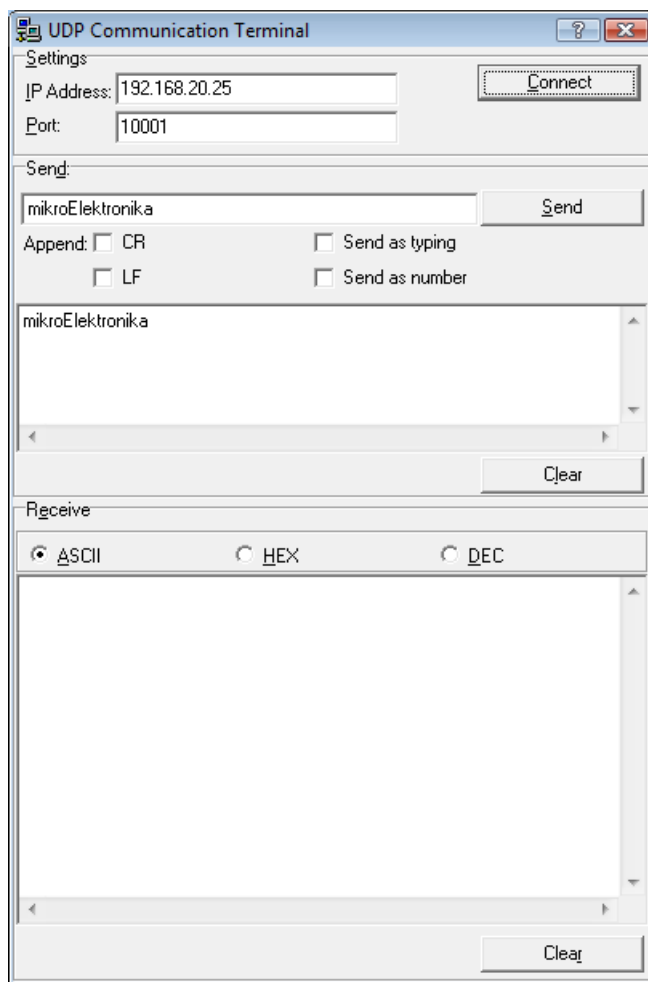 UDP Communication Terminal
Settings
IP Address: 192.168.20.25
Connect
Port: 10001
Send:
mikroElektronika
Send
Append: CR Send as typing
LF Send as number
mikroElektronika
Clear
Receive
ASCII HEX DEC
Clear